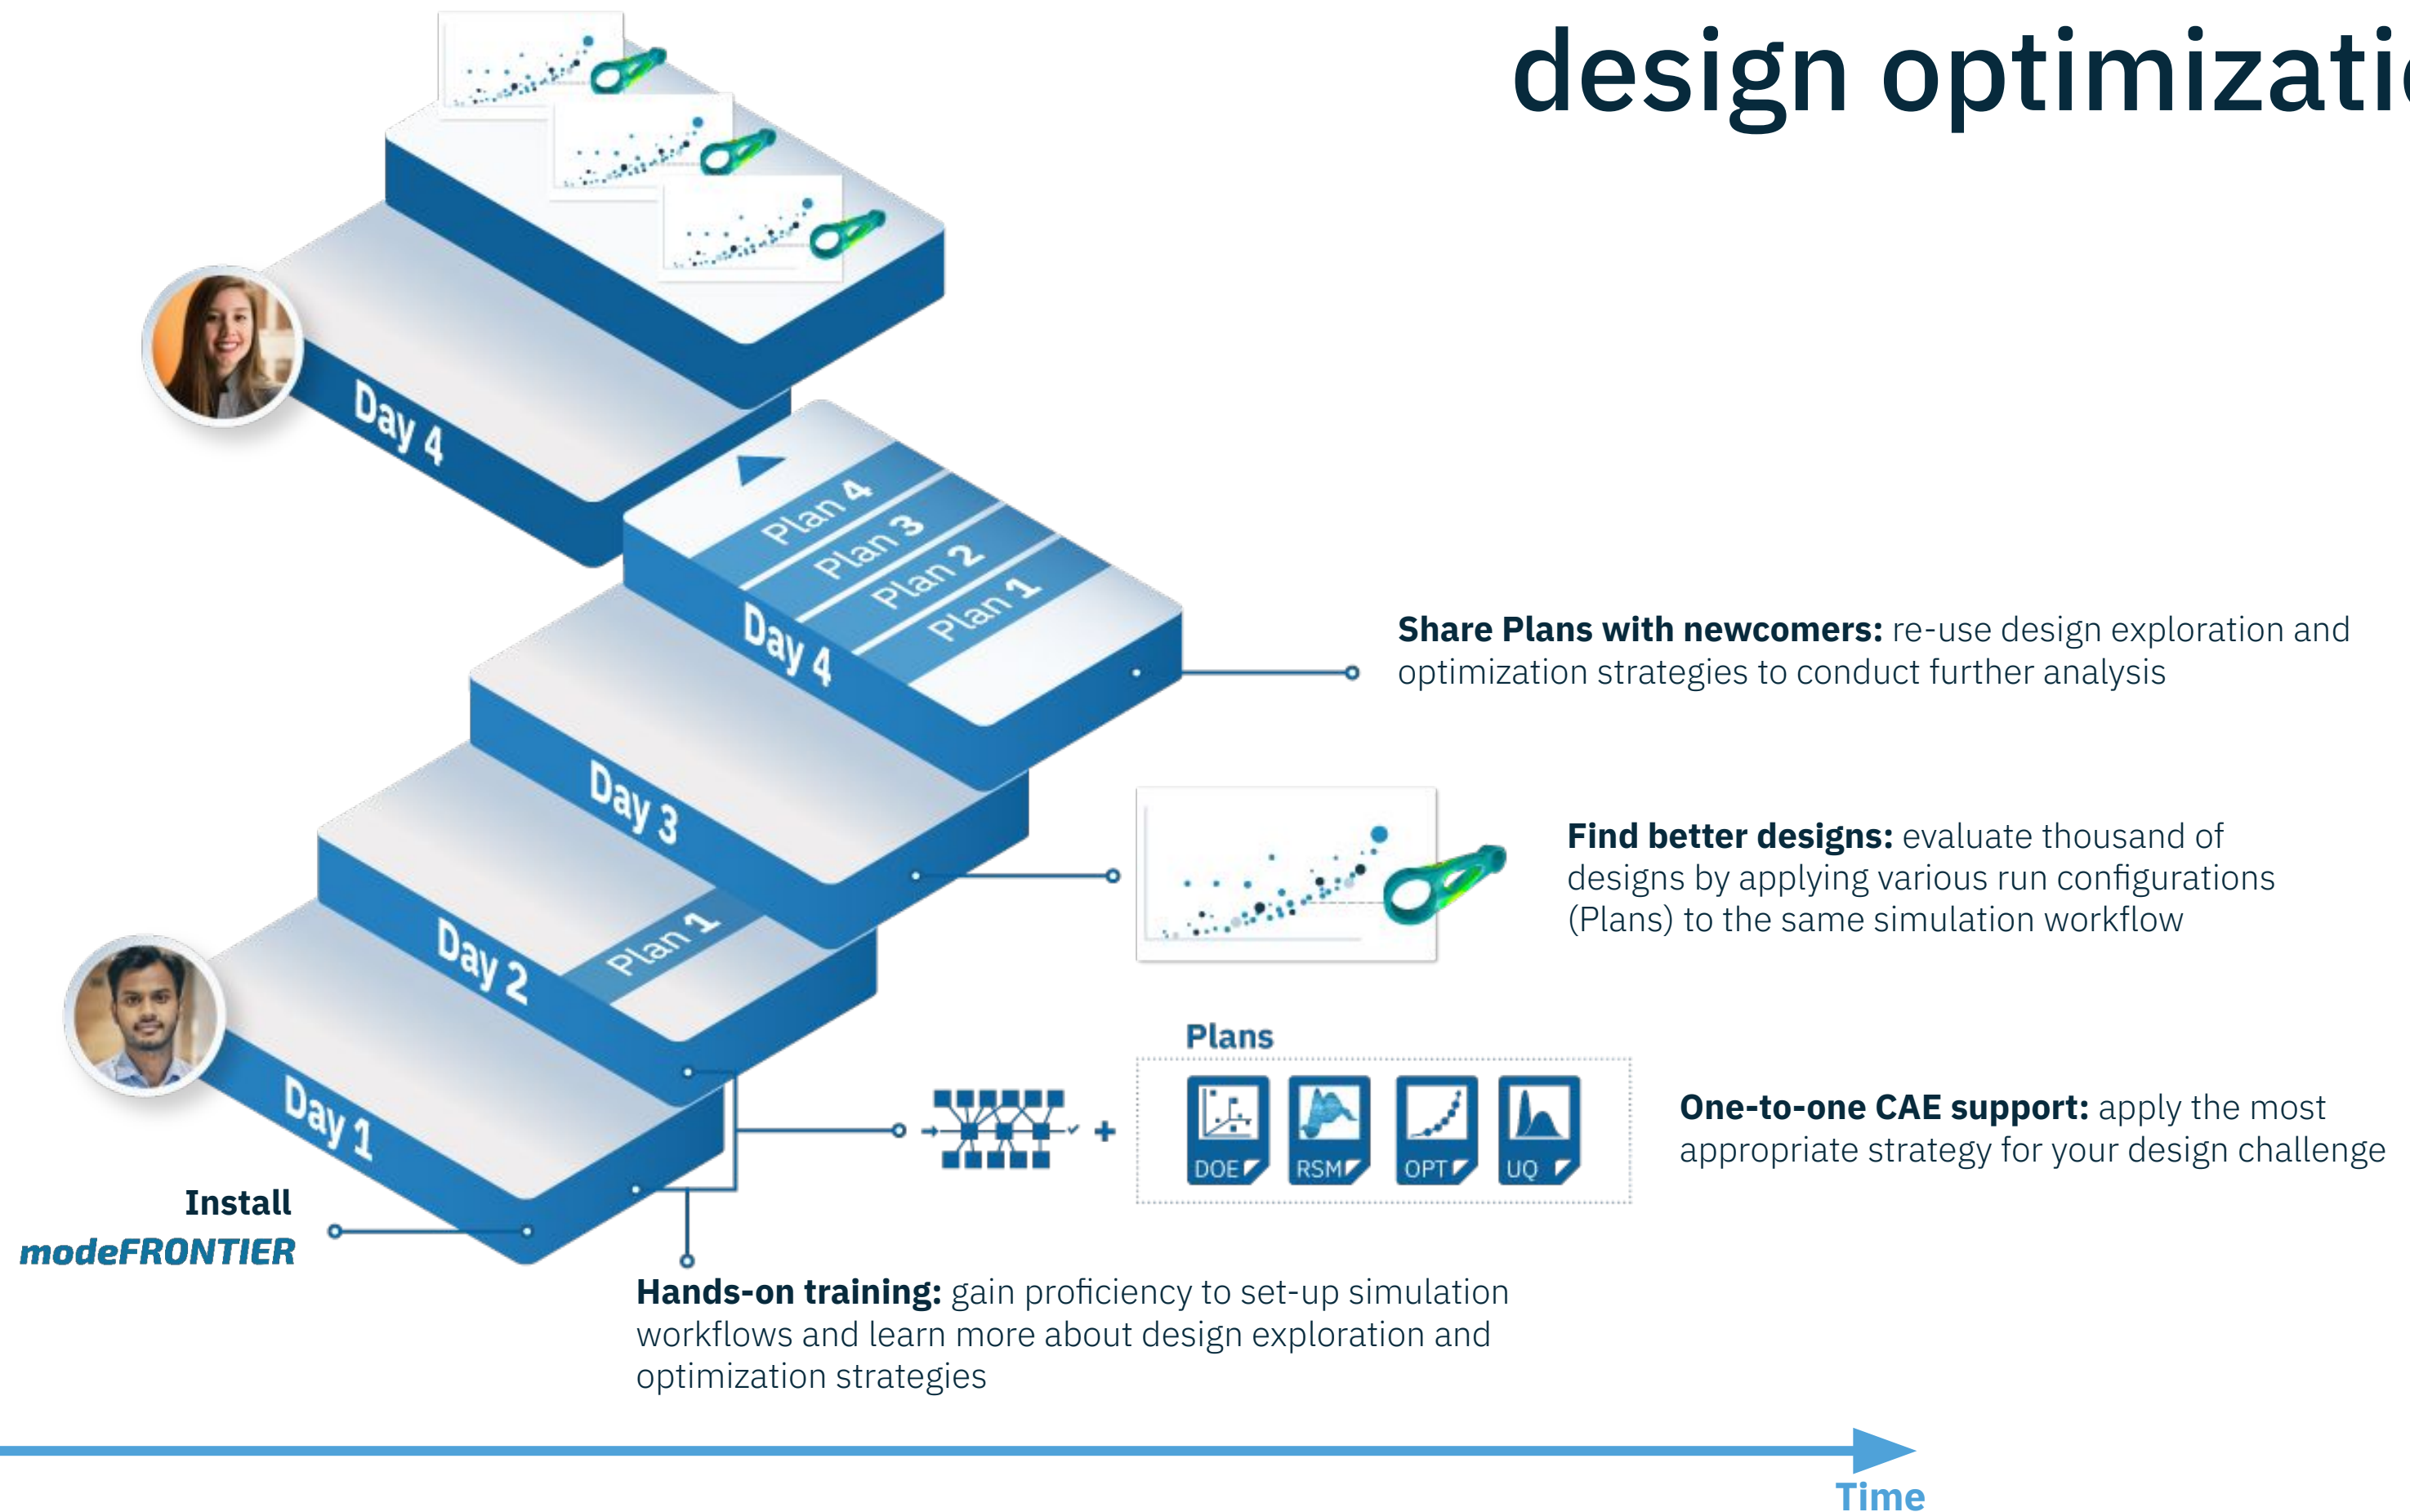 design optimizatio
Day 4
Plan 4
Plan 3
Plan 2
Plan 1
Day 4
Share Plans with newcomers: re-use design exploration and
optimization strategies to conduct further analysis
Day 3
Find better designs: evaluate thousand of
designs by applying various run configurations
(Plans) to the same simulation workflow
Plan 1
Day 2
Plans
DOE
RSM
OPT
UQ
One-to-one CAE support: apply the most
appropriate strategy for your design challenge
Day 1
Install
modeFRONTIER
Hands-on training: gain proficiency to set-up simulation
workflows and learn more about design exploration and
optimization strategies
Time